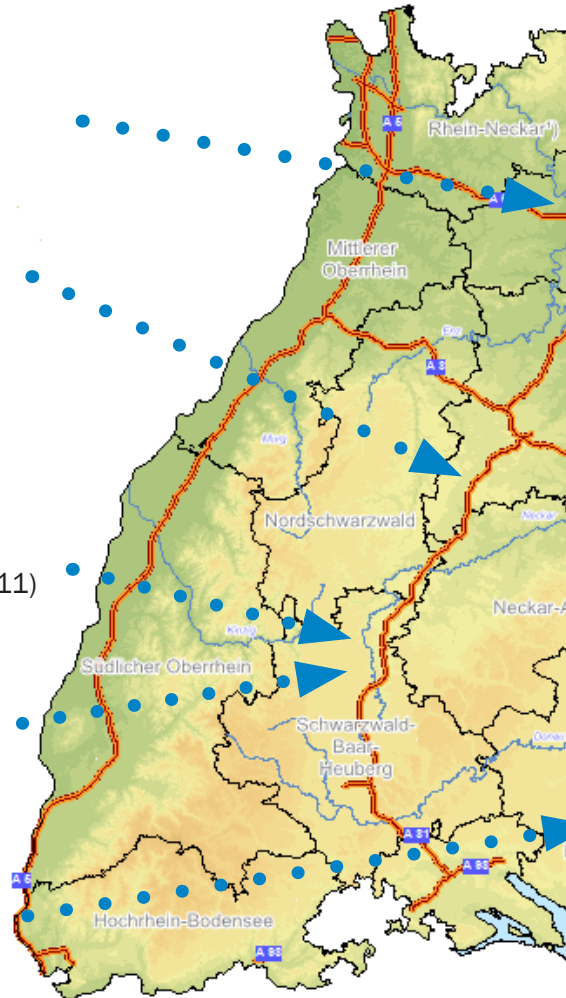 A 5
Rhein-Neckar¹)
A 6
Mittlerer
Oberrhein
Enz
A 8
Murg
Nordschwarzwald
Neckar
11)
Neckar-A
Kinzig
Südlicher Oberrhein
Schwarzwald-
Baar-
Heuberg
Donau
A 81
A 98
A 5
Hochrhein-Bodensee
A 98